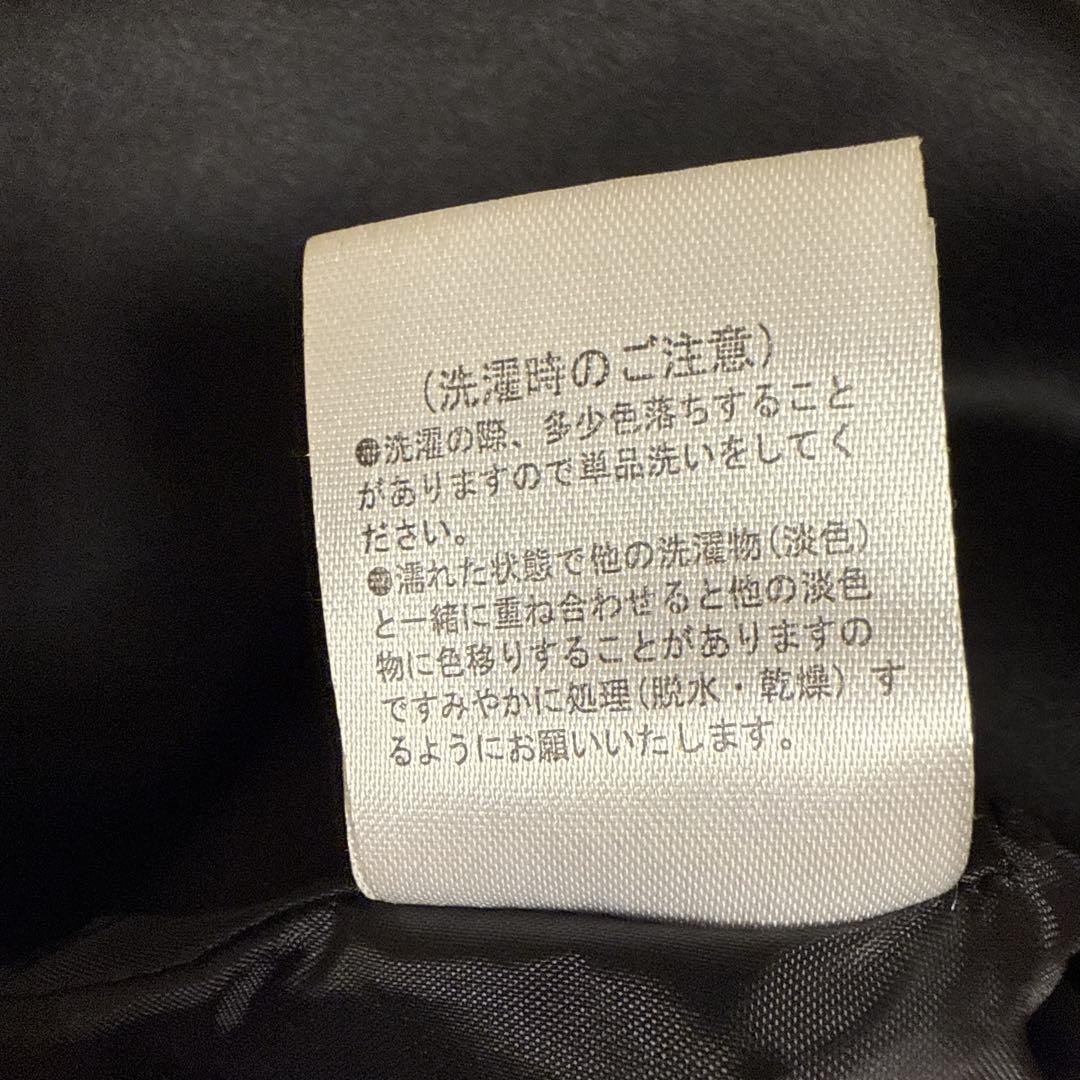 (洗濯時のご注意)
●洗濯の際、多少色落ちすること
がありますので単品洗いをしてく
ださい。
●濡れた状態で他の洗濯物(淡色)
と一緒に重ね合わせると他の淡色
物に色移りすることがありますの
ですみやかに処理(脱水・乾燥)す
るようにお願いいたします。